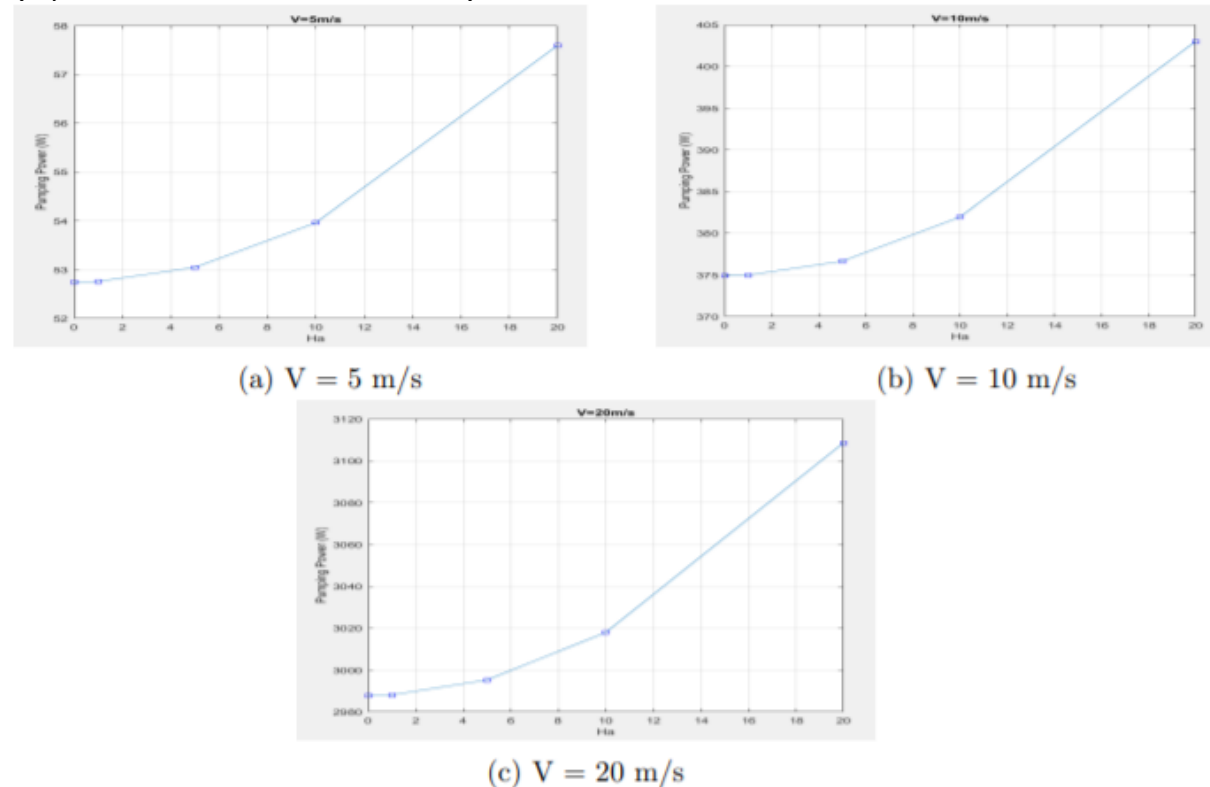 V=5m/s
58
57
56
55
54
53
52
Pumping Power (W)
0 2 4 6 8 10 12 14 16 18 20
Ha
(a) V = 5 m/s
V=10m/s
405
400
395
390
385
380
375
370
Pumping Power (W)
0 2 4 6 8 10 12 14 16 18 20
Ha
(b) V = 10 m/s
V=20m/s
3120
3100
3080
3060
3040
3020
3000
2980
Pumping Power (W)
0 2 4 6 8 10 12 14 16 18 20
Ha
(c) V = 20 m/s